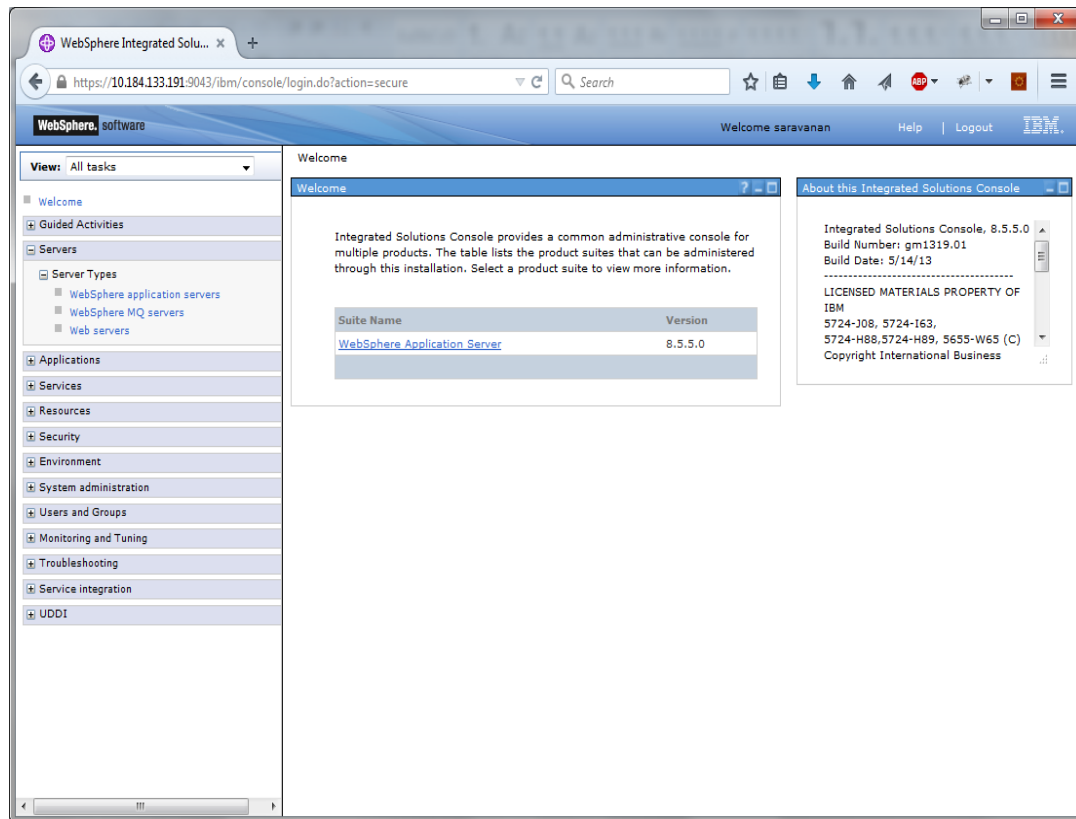 WebSphere Integrated Solu...
https://10.184.133.191:9043/ibm/console/login.do?action=secure
Search
ABP
WebSphere. software
Welcome saravanan
Help | Logout
IBM.
View: All tasks
Welcome
Guided Activities
Servers
Server Types
WebSphere application servers
WebSphere MQ servers
Web servers
Applications
Services
Resources
Security
Environment
System administration
Users and Groups
Monitoring and Tuning
Troubleshooting
Service integration
UDDI
Welcome
Welcome
Integrated Solutions Console provides a common administrative console for
multiple products. The table lists the product suites that can be administered
through this installation. Select a product suite to view more information.
Suite Name Version
WebSphere Application Server 8.5.5.0
About this Integrated Solutions Console
Integrated Solutions Console, 8.5.5.0
Build Number: gm1319.01
Build Date: 5/14/13
----------------------------------------
LICENSED MATERIALS PROPERTY OF
IBM
5724-J08, 5724-I63,
5724-H88,5724-H89, 5655-W65 (C)
Copyright International Business